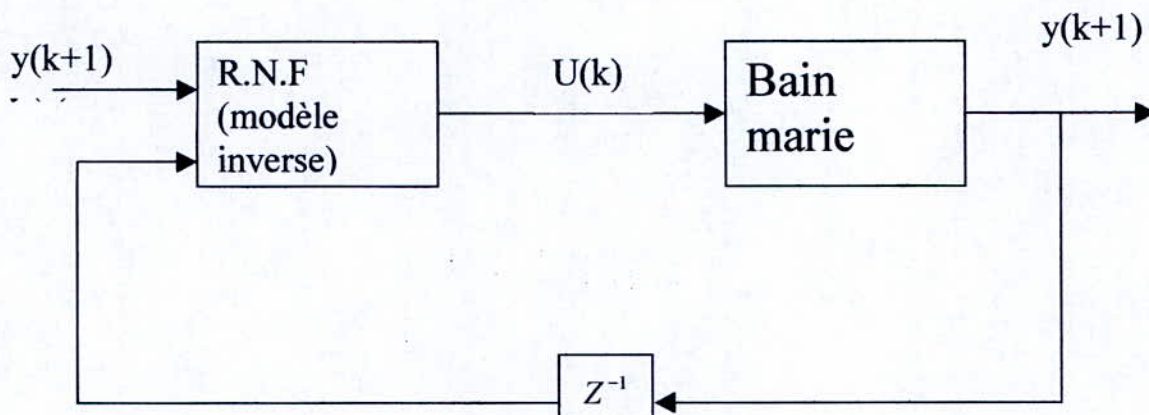 y(k+1)
R.N.F
(modèle
inverse)
U(k)
Bain
marie
y(k+1)
Z⁻¹